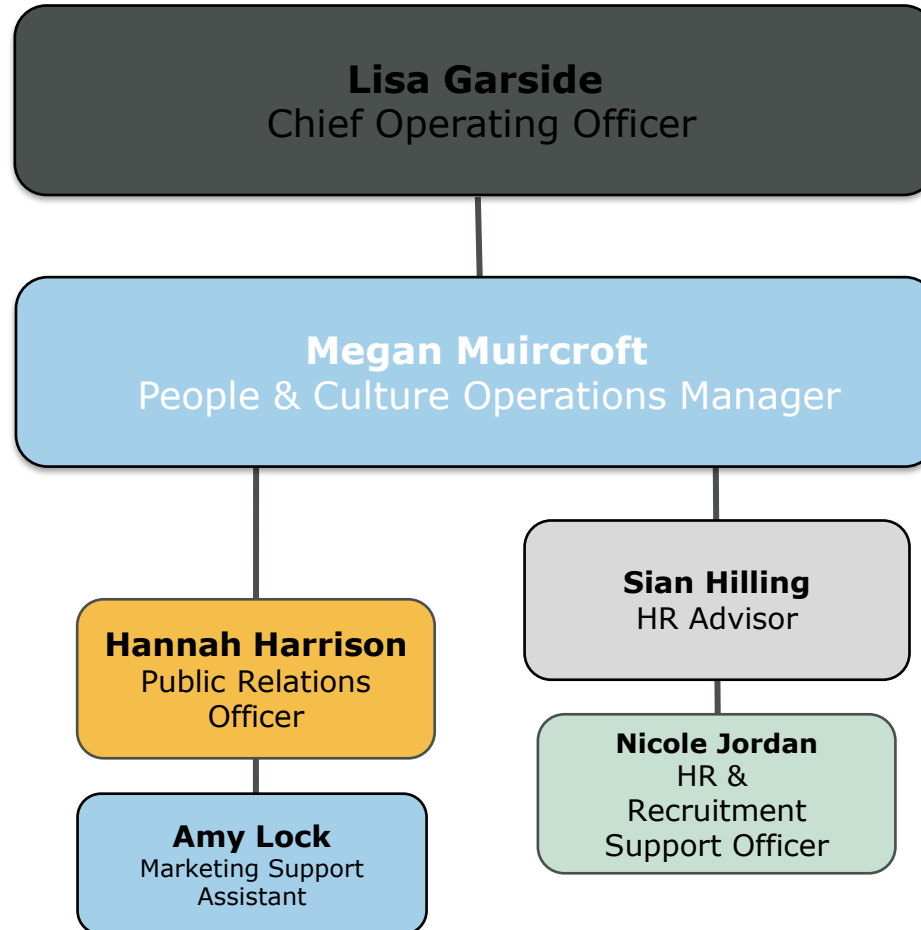 Lisa Garside
Chief Operating Officer
Megan Muircroft
People & Culture Operations Manager
Hannah Harrison
Public Relations
Officer
Amy Lock
Marketing Support
Assistant
Sian Hilling
HR Advisor
Nicole Jordan
HR &
Recruitment
Support Officer